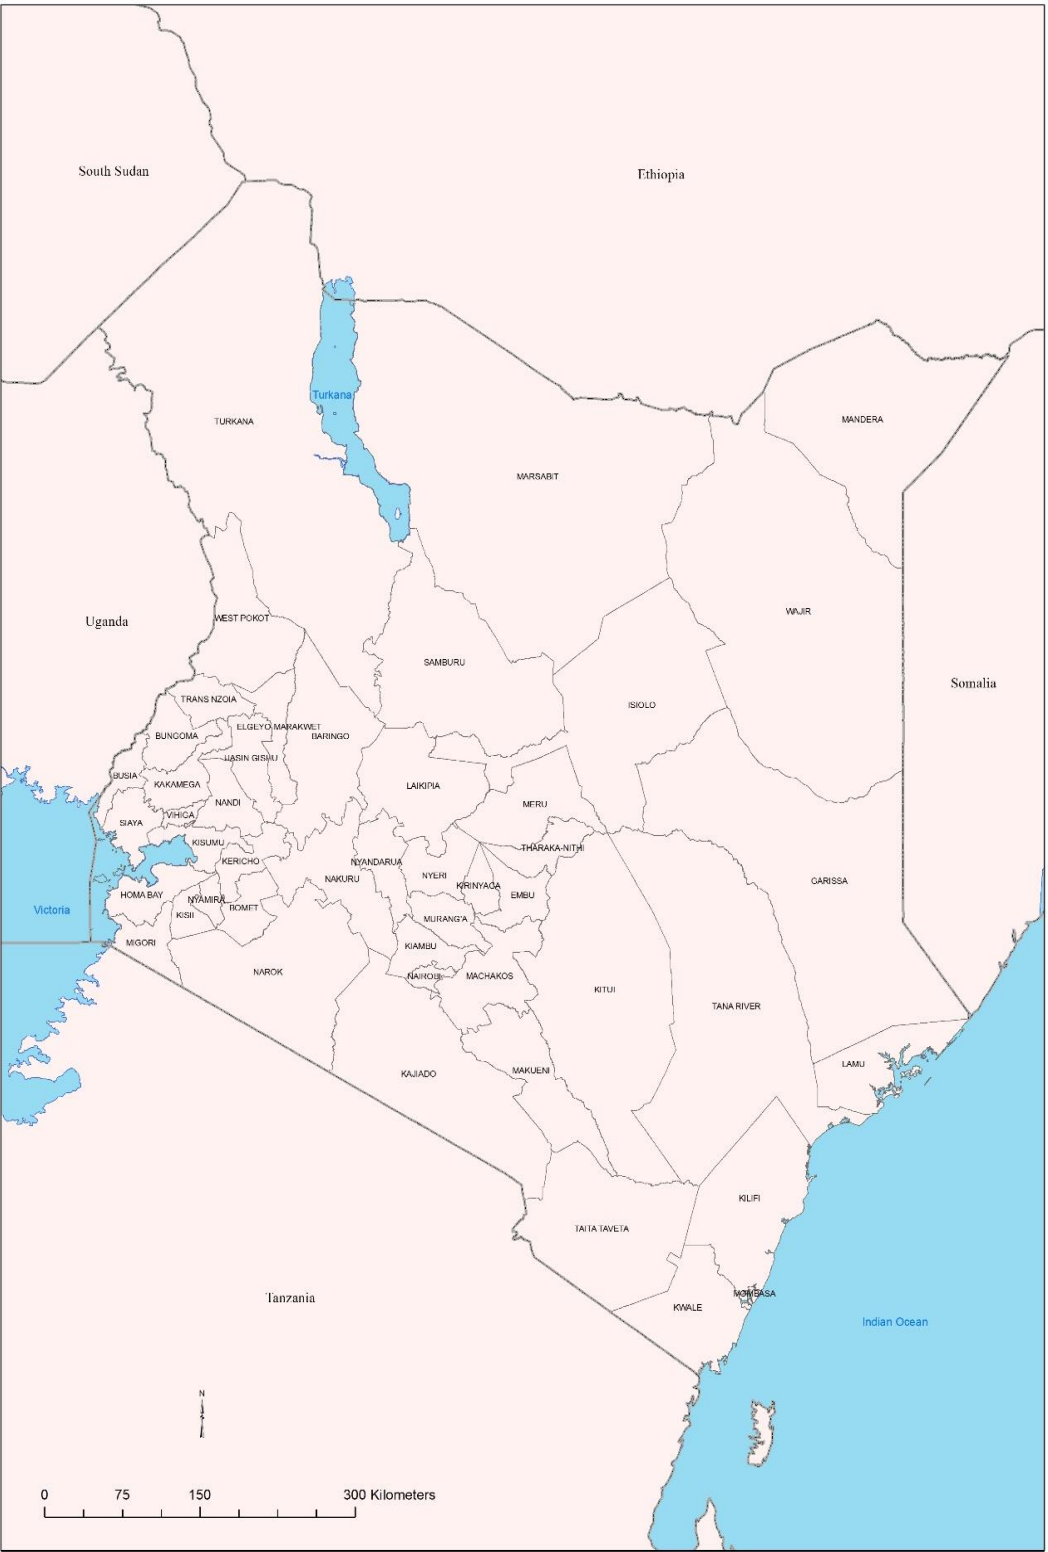 South Sudan
Ethiopia
Turkana
TURKANA
MANDERA
MARSABIT
Uganda
WEST POKOT
WAJIR
SAMBURU
Somalia
TRANS NZOIA
ISIOLO
ELGEYO MARAKWET
BUNGOMA
BARINGO
UASIN GISHU
BUSIA
KAKAMEGA
LAIKIPIA
NANDI
MERU
VIHIGA
SIAYA
KISUMU
THARAKA-NITHI
KERICHO
NYANDARUA
NYERI
NAKURU
GARISSA
KIRINYAGA
HOMA BAY
EMBU
NYAMIRA
BOMET
Victoria
KISII
MURANG'A
MIGORI
KIAMBU
NAROK
NAIROBI
MACHAKOS
KITUI
TANA RIVER
LAMU
KAJIADO
MAKUENI
KILIFI
TAITA TAVETA
MOMBASA
Tanzania
KWALE
Indian Ocean
N
0 75 150 300 Kilometers